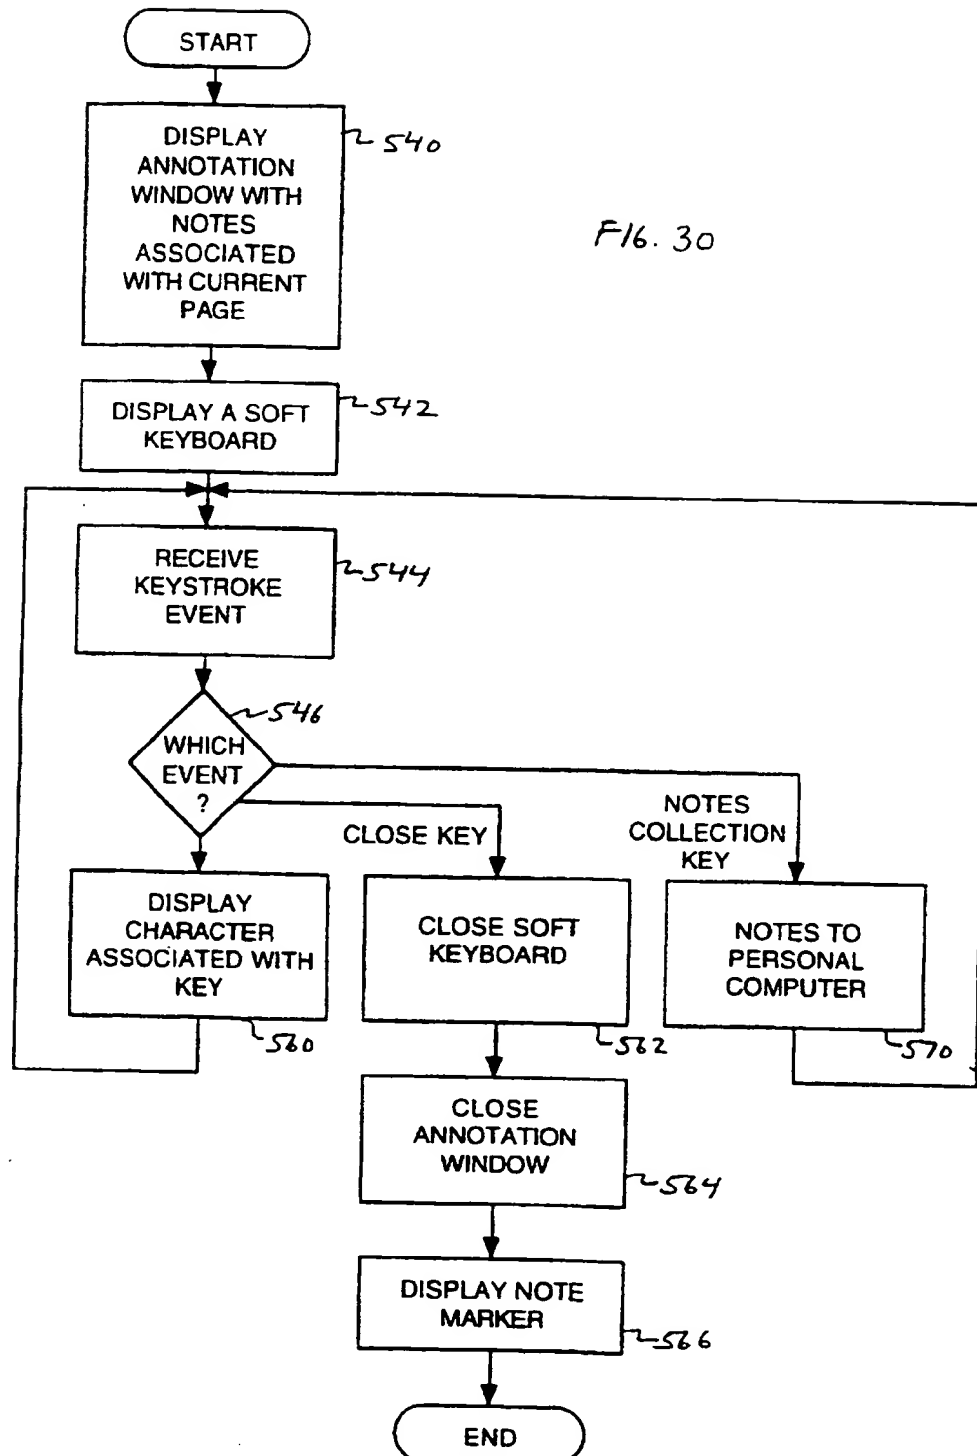 START
DISPLAY
ANNOTATION
WINDOW WITH
NOTES
ASSOCIATED
WITH CURRENT
PAGE
540
FIG. 30
DISPLAY A SOFT
KEYBOARD
542
RECEIVE
KEYSTROKE
EVENT
544
WHICH
EVENT
?
546
CLOSE KEY
NOTES
COLLECTION
KEY
DISPLAY
CHARACTER
ASSOCIATED WITH
KEY
560
CLOSE SOFT
KEYBOARD
562
NOTES TO
PERSONAL
COMPUTER
570
CLOSE
ANNOTATION
WINDOW
564
DISPLAY NOTE
MARKER
566
END